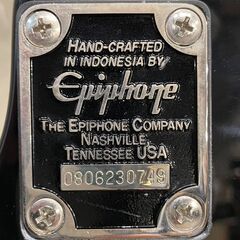 HAND-CRAFTED
IN INDONESIA BY
Epiphone
THE EPIPHONE COMPANY
NASHVILLE,
TENNESSEE USA
0806230749